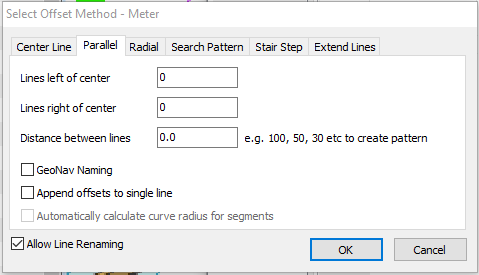 Select Offset Method - Meter
Center Line Parallel Radial Search Pattern Stair Step Extend Lines
Lines left of center 0
Lines right of center 0
Distance between lines 0.0 e.g. 100, 50, 30 etc to create pattern
GeoNav Naming
Append offsets to single line
Automatically calculate curve radius for segments
Allow Line Renaming OK Cancel